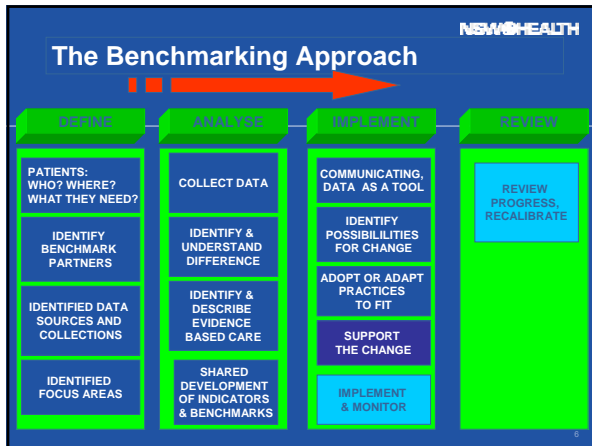 NSW HEALTH
The Benchmarking Approach
DEFINE
ANALYSE
IMPLEMENT
REVIEW
PATIENTS:
WHO? WHERE?
WHAT THEY NEED?
IDENTIFY
BENCHMARK
PARTNERS
IDENTIFIED DATA
SOURCES AND
COLLECTIONS
IDENTIFIED
FOCUS AREAS
COLLECT DATA
IDENTIFY &
UNDERSTAND
DIFFERENCE
IDENTIFY &
DESCRIBE
EVIDENCE
BASED CARE
SHARED
DEVELOPMENT
OF INDICATORS
& BENCHMARKS
COMMUNICATING,
DATA AS A TOOL
IDENTIFY
POSSIBILILITIES
FOR CHANGE
ADOPT OR ADAPT
PRACTICES
TO FIT
SUPPORT
THE CHANGE
IMPLEMENT
& MONITOR
REVIEW
PROGRESS,
RECALIBRATE
6